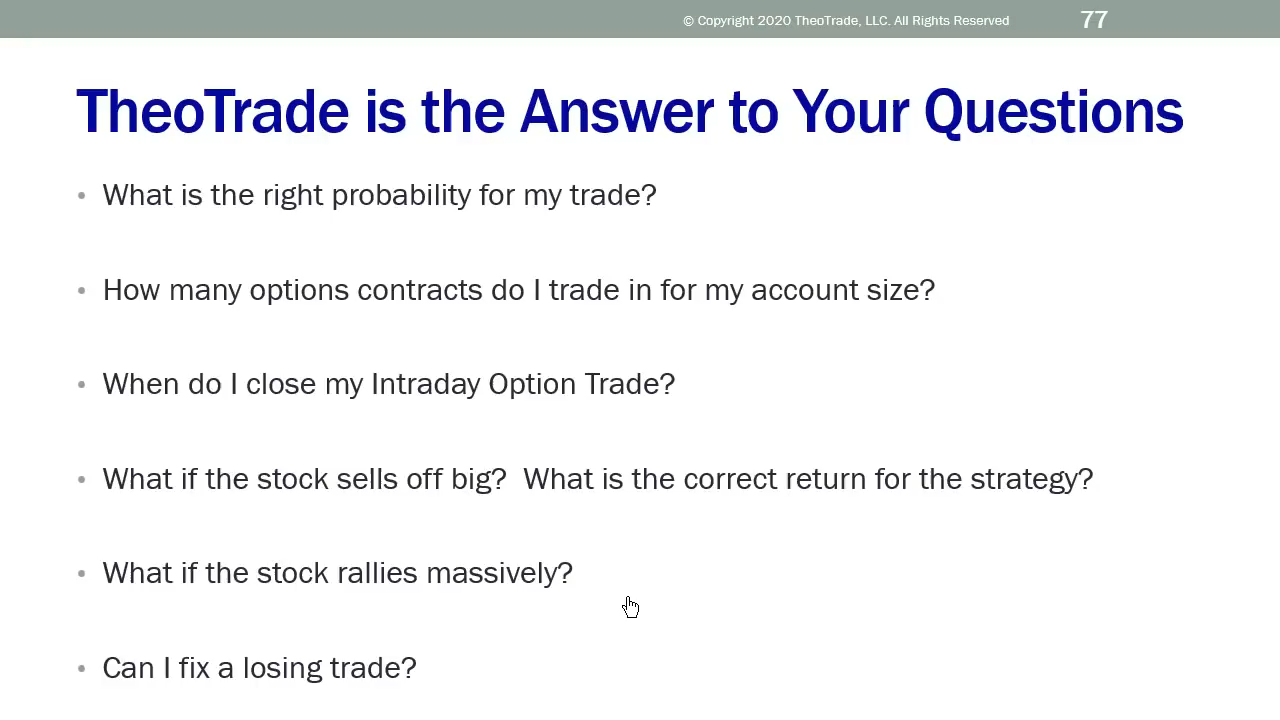 © Copyright 2020 TheoTrade, LLC. All Rights Reserved
77
TheoTrade is the Answer to Your Questions
• What is the right probability for my trade?
• How many options contracts do I trade in for my account size?
• When do I close my Intraday Option Trade?
• What if the stock sells off big?  What is the correct return for the strategy?
• What if the stock rallies massively?
• Can I fix a losing trade?